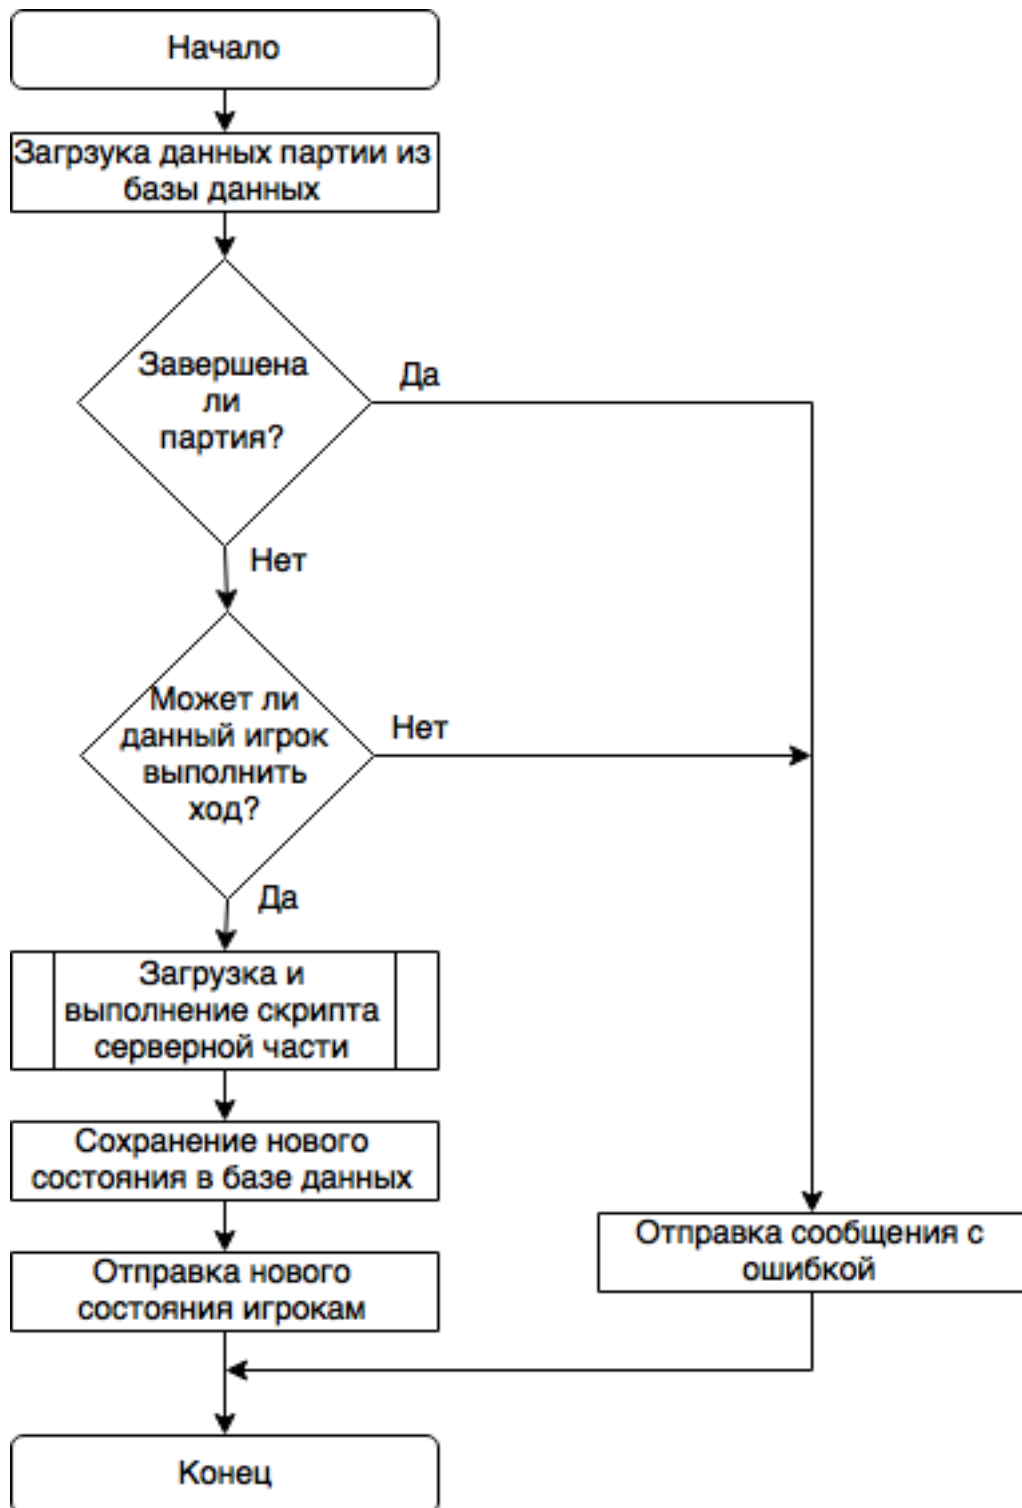 Начало
Загрзука данных партии из
базы данных
Завершена
ли
партия?
Да
Нет
Может ли
данный игрок
выполнить
ход?
Нет
Да
Загрузка и
выполнение скрипта
серверной части
Сохранение нового
состояния в базе данных
Отправка нового
состояния игрокам
Отправка сообщения с
ошибкой
Конец